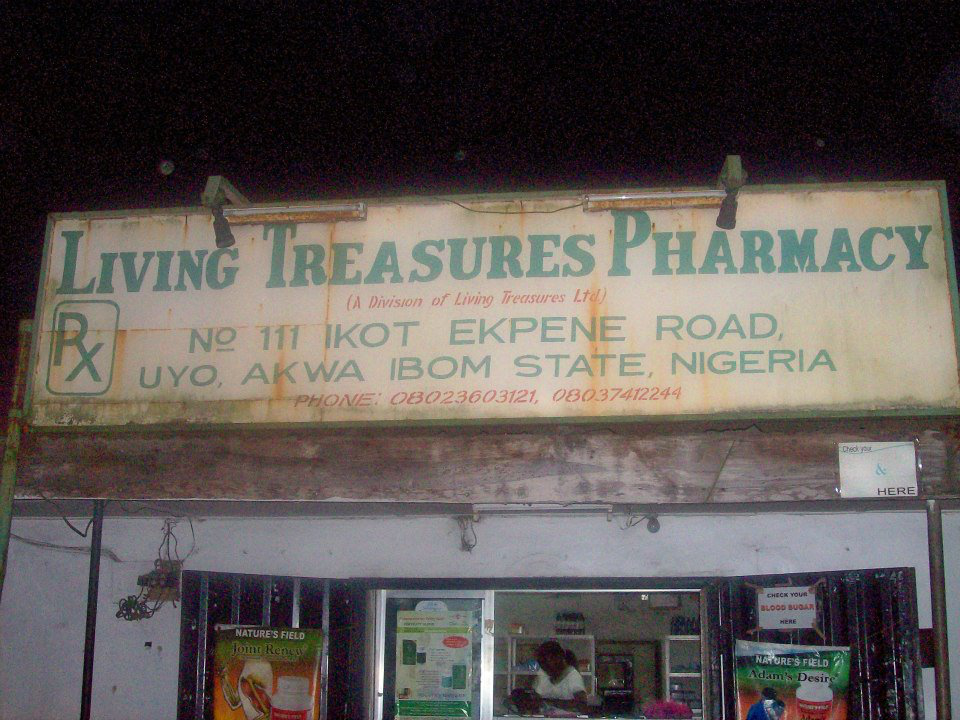 LIVING TREASURES PHARMACY
(A Division of Living Treasures Ltd)
Rx
No 111 IKOT EKPENE ROAD,
UYO, AKWA IBOM STATE, NIGERIA
PHONE: 08023603121, 08037412244
Check your
&
HERE
CHECK YOUR
BLOOD SUGAR
HERE
NATURE'S FIELD
Joint Renew
NATURE'S FIELD
Adam's Desire